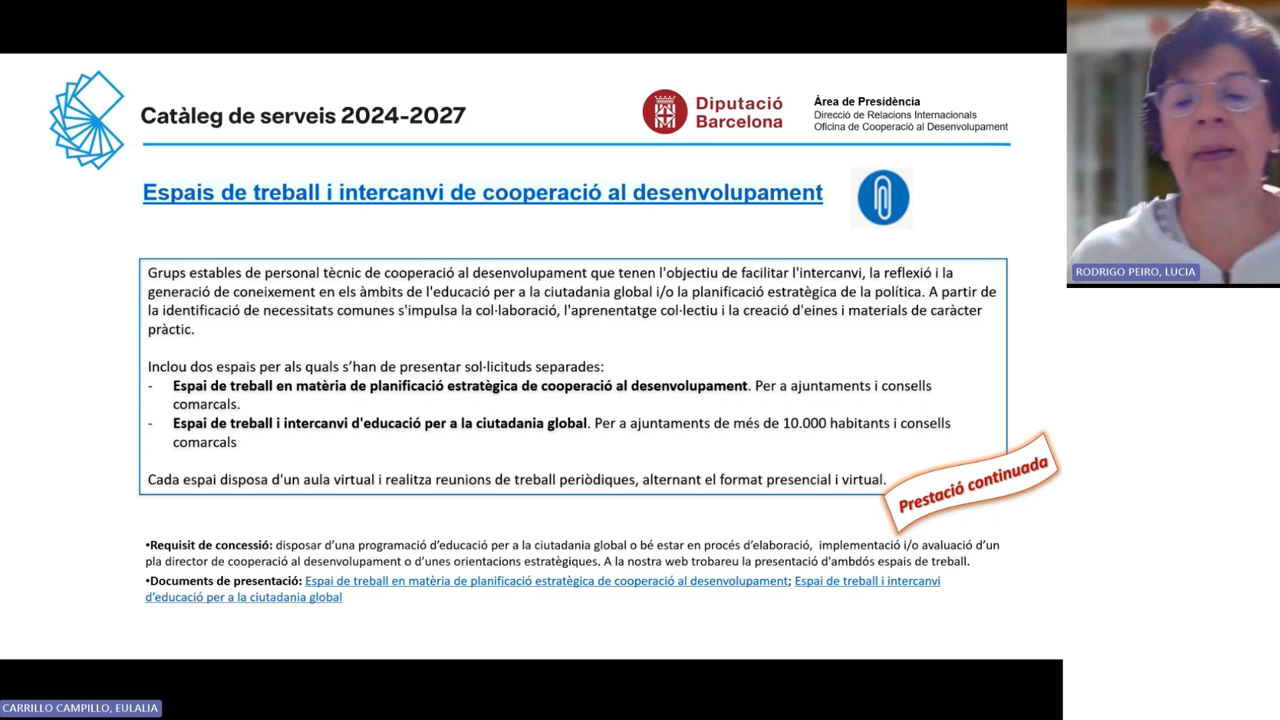 Catàleg de serveis 2024-2027
Diputació
Barcelona
Àrea de Presidència
Direcció de Relacions Internacionals
Oficina de Cooperació al Desenvolupament
Espais de treball i intercanvi de cooperació al desenvolupament
Grups estables de personal tècnic de cooperació al desenvolupament que tenen l'objectiu de facilitar l'intercanvi, la reflexió i la
generació de coneixement en els àmbits de l'educació per a la ciutadania global i/o la planificació estratègica de la política. A partir de
la identificació de necessitats comunes s'impulsa la col·laboració, l'aprenentatge col·lectiu i la creació d'eines i materials de caràcter
pràctic.
Inclou dos espais per als quals s’han de presentar sol·licituds separades:
- Espai de treball en matèria de planificació estratègica de cooperació al desenvolupament. Per a ajuntaments i consells
comarcals.
- Espai de treball i intercanvi d'educació per a la ciutadania global. Per a ajuntaments de més de 10.000 habitants i consells
comarcals
Cada espai disposa d'un aula virtual i realitza reunions de treball periòdiques, alternant el format presencial i virtual.
Prestació continuada
•Requisit de concessió: disposar d’una programació d’educació per a la ciutadania global o bé estar en procés d’elaboració, implementació i/o avaluació d’un
pla director de cooperació al desenvolupament o d’unes orientacions estratègiques. A la nostra web trobareu la presentació d'ambdós espais de treball.
•Documents de presentació: Espai de treball en matèria de planificació estratègica de cooperació al desenvolupament; Espai de treball i intercanvi
d’educació per a la ciutadania global
RODRIGO PEIRO, LUCIA
CARRILLO CAMPILLO, EULALIA